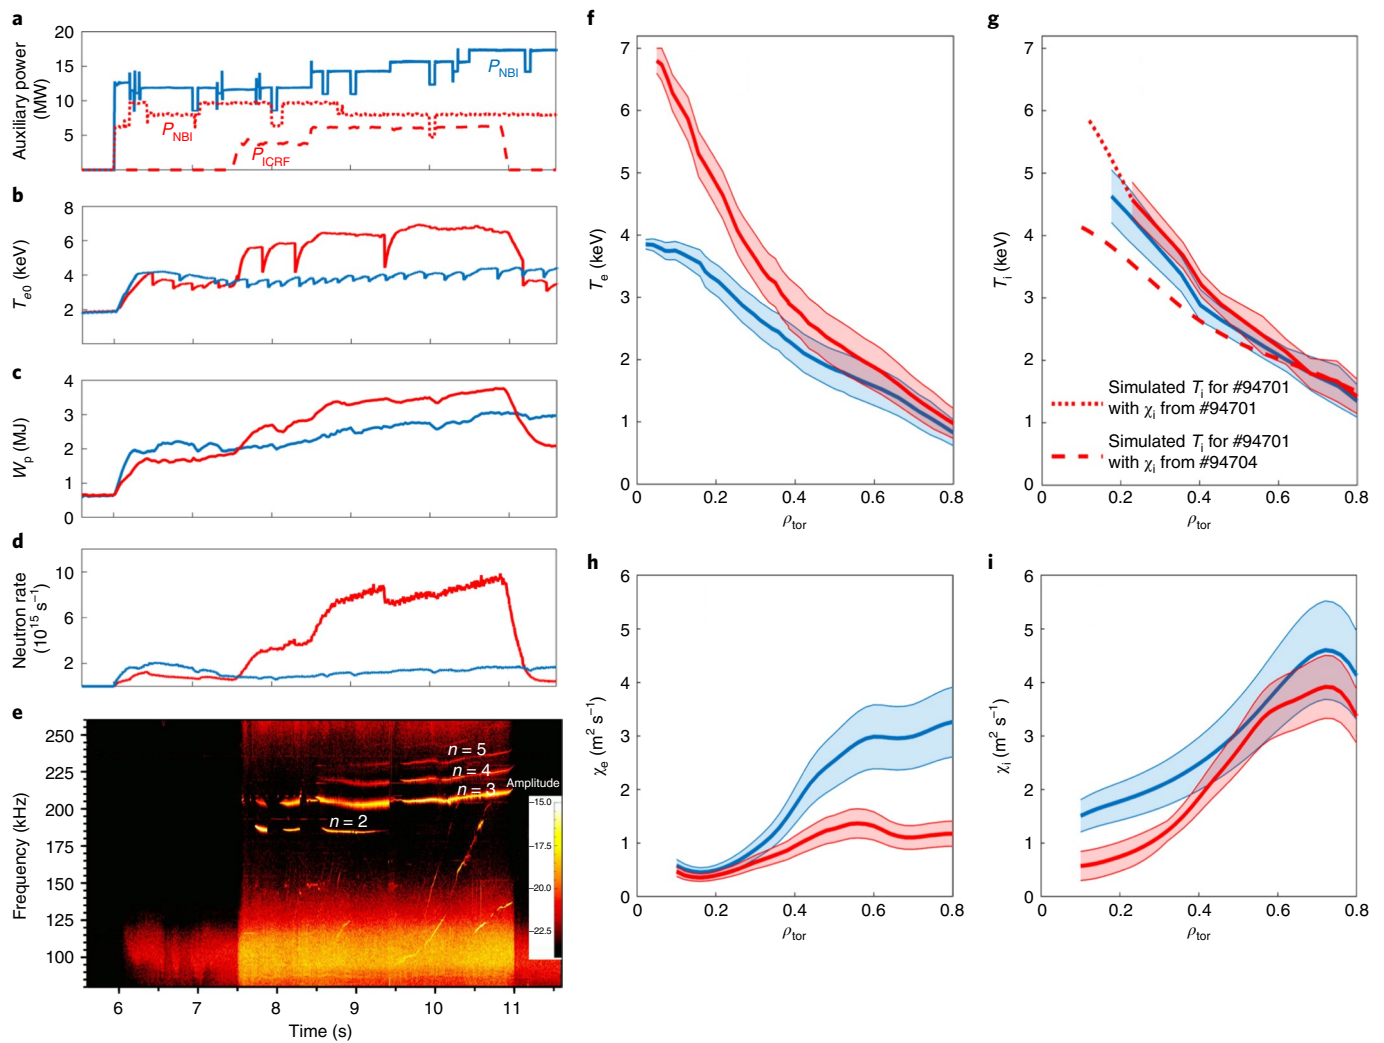 a
Auxiliary power
(MW)
20
15
10
5
P_NBI
P_NBI
P_ICRF
b
T_e0 (keV)
8
6
4
2
c
W_p (MJ)
4
3
2
1
0
d
Neutron rate
(10^15 s^−1)
10
6
2
e
Frequency (kHz)
250
225
200
175
150
125
100
n = 5
n = 4
Amplitude
n = 3
n = 2
−15.0
−17.5
−20.0
−22.5
6 7 8 9 10 11
Time (s)
f
T_e (keV)
7
6
5
4
3
2
1
0
0 0.2 0.4 0.6 0.8
ρ_tor
g
T_i (keV)
7
6
5
4
3
2
1
0
Simulated T_i for #94701
with χ_i from #94701
Simulated T_i for #94701
with χ_i from #94704
0 0.2 0.4 0.6 0.8
ρ_tor
h
χ_e (m² s^−1)
6
5
4
3
2
1
0
0 0.2 0.4 0.6 0.8
ρ_tor
i
χ_i (m² s^−1)
6
5
4
3
2
1
0
0 0.2 0.4 0.6 0.8
ρ_tor